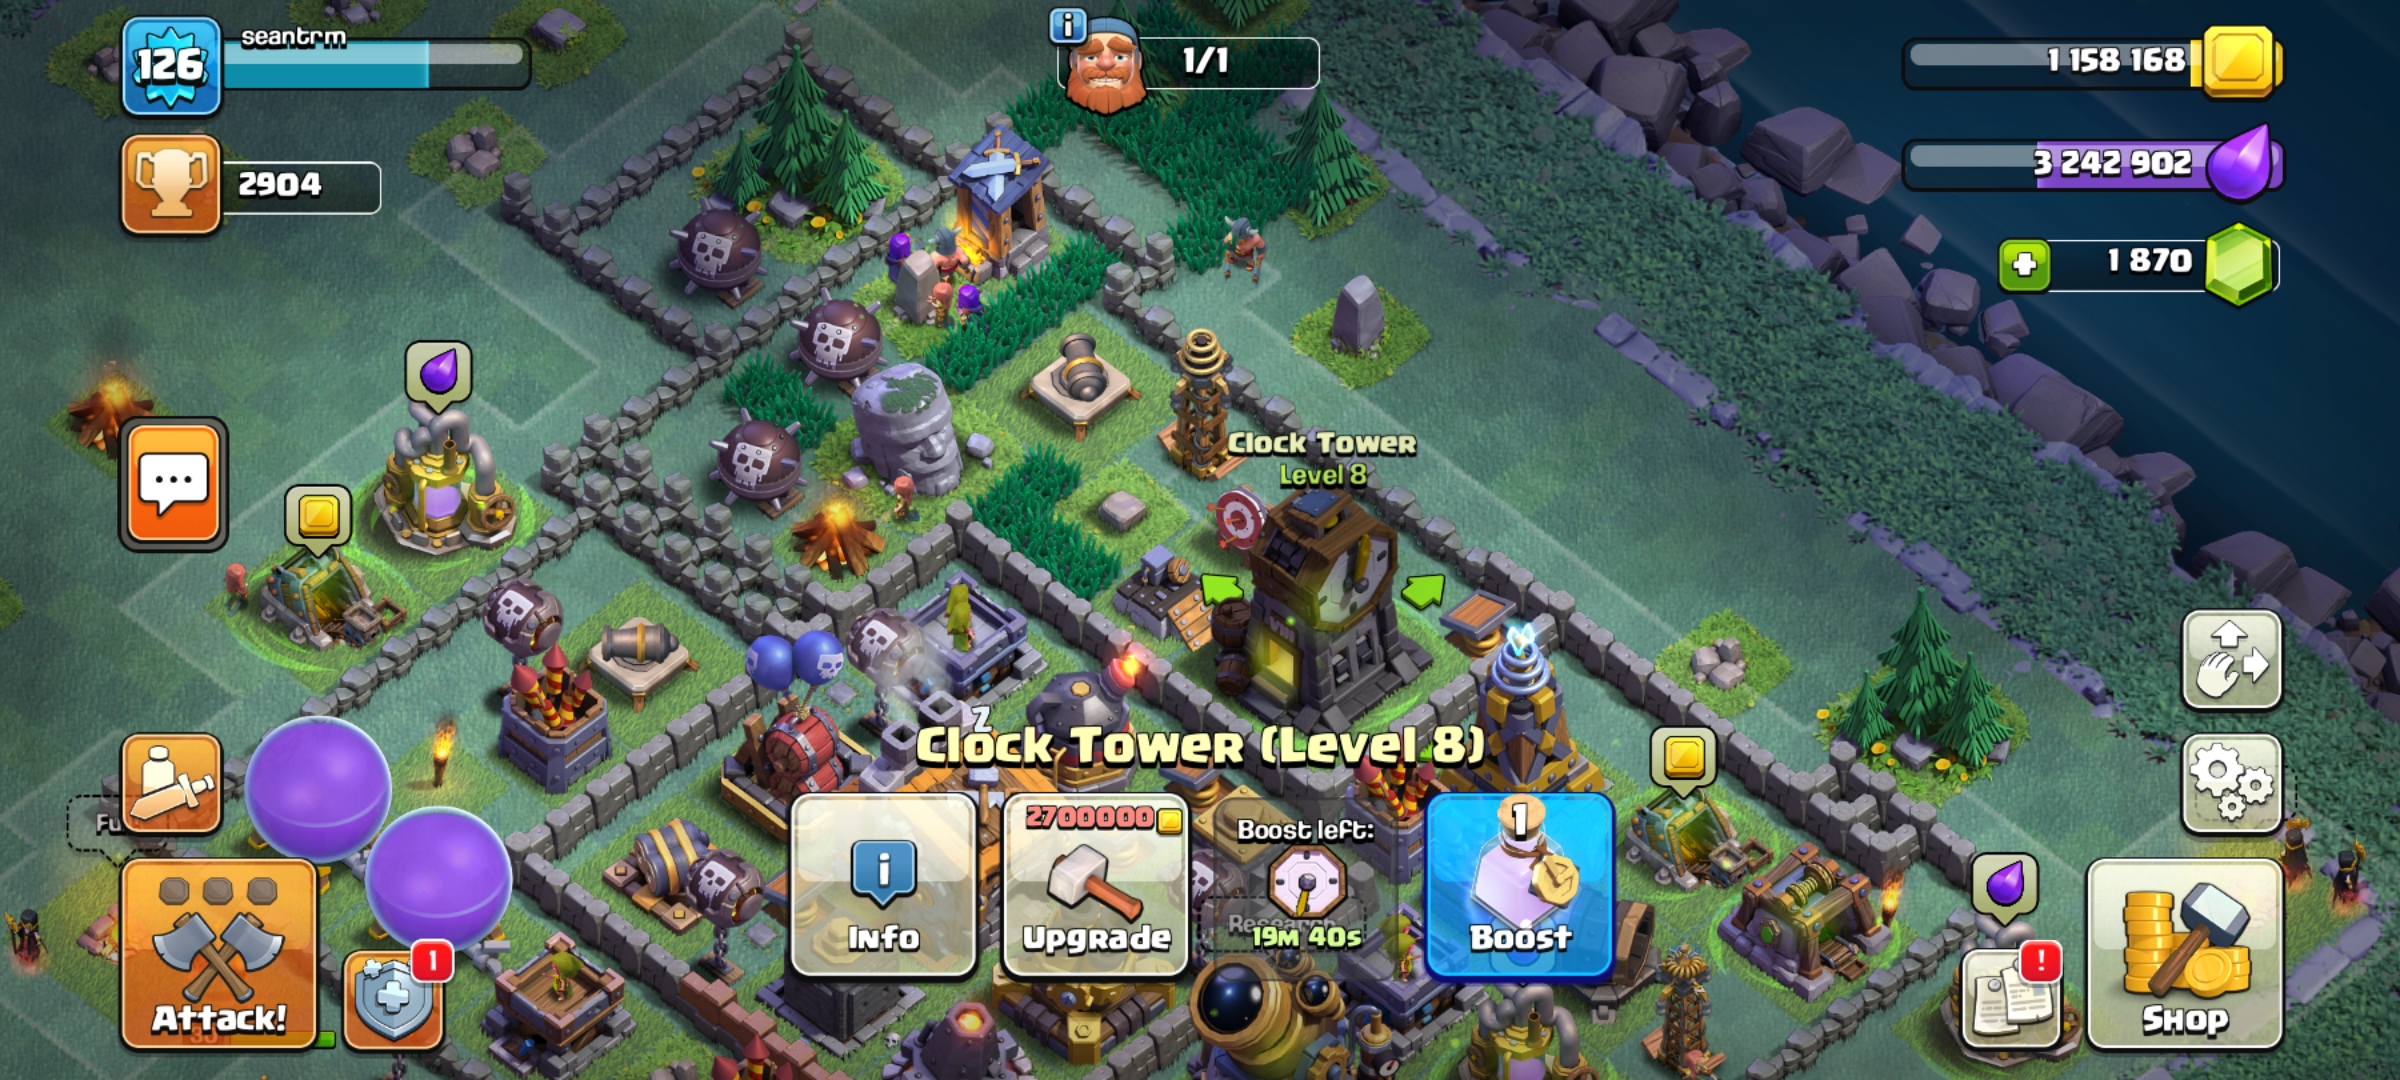 126
seantrm
1/1
1 158 168
2904
3 242 902
1 870
Clock Tower
Level 8
Z
Clock Tower (Level 8)
2700000
Boost left:
1
Info
Upgrade
19M 40s
Boost
1
!
Attack!
Shop